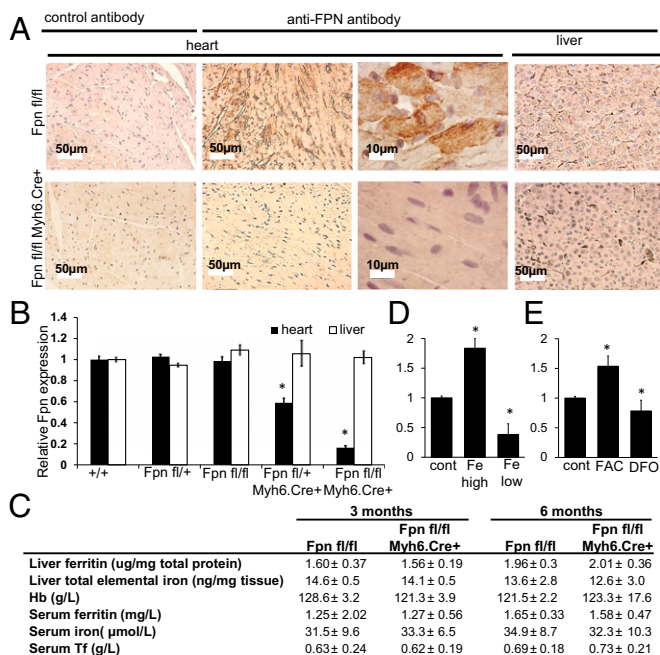 A
control antibody
anti-FPN antibody
heart
liver
Fpn fl/fl
50µm
50µm
10µm
50µm
Fpn fl/fl Myh6.Cre+
50µm
50µm
10µm
50µm
B
Relative Fpn expression
1.4
1.2
1
0.8
0.6
0.4
0.2
0
heart
liver
*
*
+/+
Fpn fl/+
Fpn fl/fl
Fpn fl/+
Myh6.Cre+
Fpn fl/fl
Myh6.Cre+
D
2
1.5
1
0.5
0
*
*
cont
Fe high
Fe low
E
2
1.5
1
0.5
0
*
*
cont
FAC
DFO
C
3 months
6 months
Fpn fl/fl
Fpn fl/fl Myh6.Cre+
Fpn fl/fl
Fpn fl/fl Myh6.Cre+
Liver ferritin (ug/mg total protein) 1.60± 0.37 1.56± 0.19 1.96± 0.3 2.01± 0.36
Liver total elemental iron (ng/mg tissue) 14.6± 0.5 14.1± 0.5 13.6± 2.8 12.6± 3.0
Hb (g/L) 128.6± 3.2 121.3± 3.9 121.5± 2.2 123.3± 17.6
Serum ferritin (mg/L) 1.25± 2.02 1.27± 0.56 1.65± 0.33 1.58± 0.47
Serum iron( µmol/L) 31.5± 9.6 33.3± 6.5 34.9± 8.7 32.3± 10.3
Serum Tf (g/L) 0.63± 0.24 0.62± 0.19 0.69± 0.18 0.73± 0.21